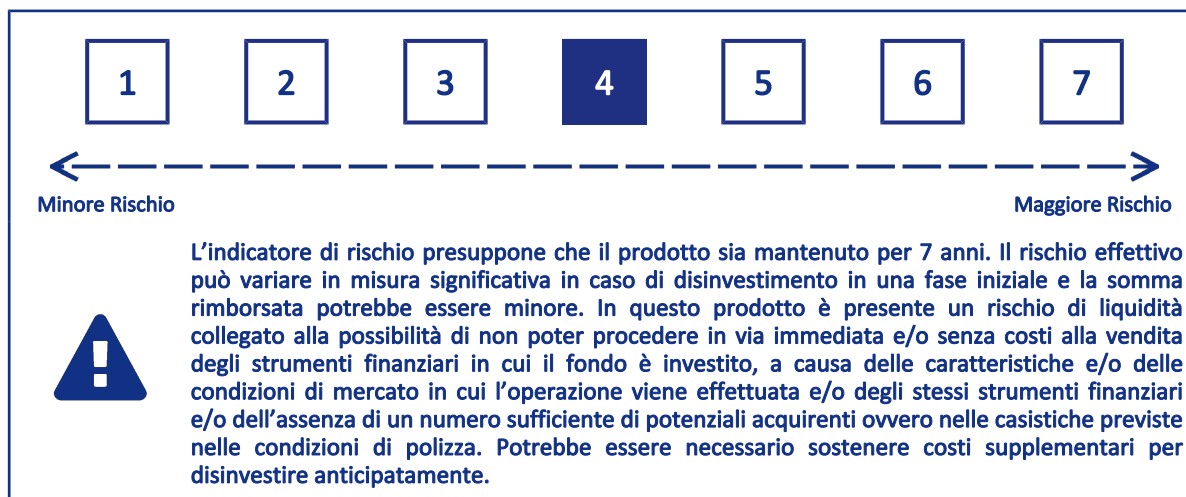 1 2 3 4 5 6 7
Minore Rischio Maggiore Rischio
L’indicatore di rischio presuppone che il prodotto sia mantenuto per 7 anni. Il rischio effettivo
può variare in misura significativa in caso di disinvestimento in una fase iniziale e la somma
rimborsata potrebbe essere minore. In questo prodotto è presente un rischio di liquidità
collegato alla possibilità di non poter procedere in via immediata e/o senza costi alla vendita
degli strumenti finanziari in cui il fondo è investito, a causa delle caratteristiche e/o delle
condizioni di mercato in cui l’operazione viene effettuata e/o degli stessi strumenti finanziari
e/o dell’assenza di un numero sufficiente di potenziali acquirenti ovvero nelle casistiche previste
nelle condizioni di polizza. Potrebbe essere necessario sostenere costi supplementari per
disinvestire anticipatamente.